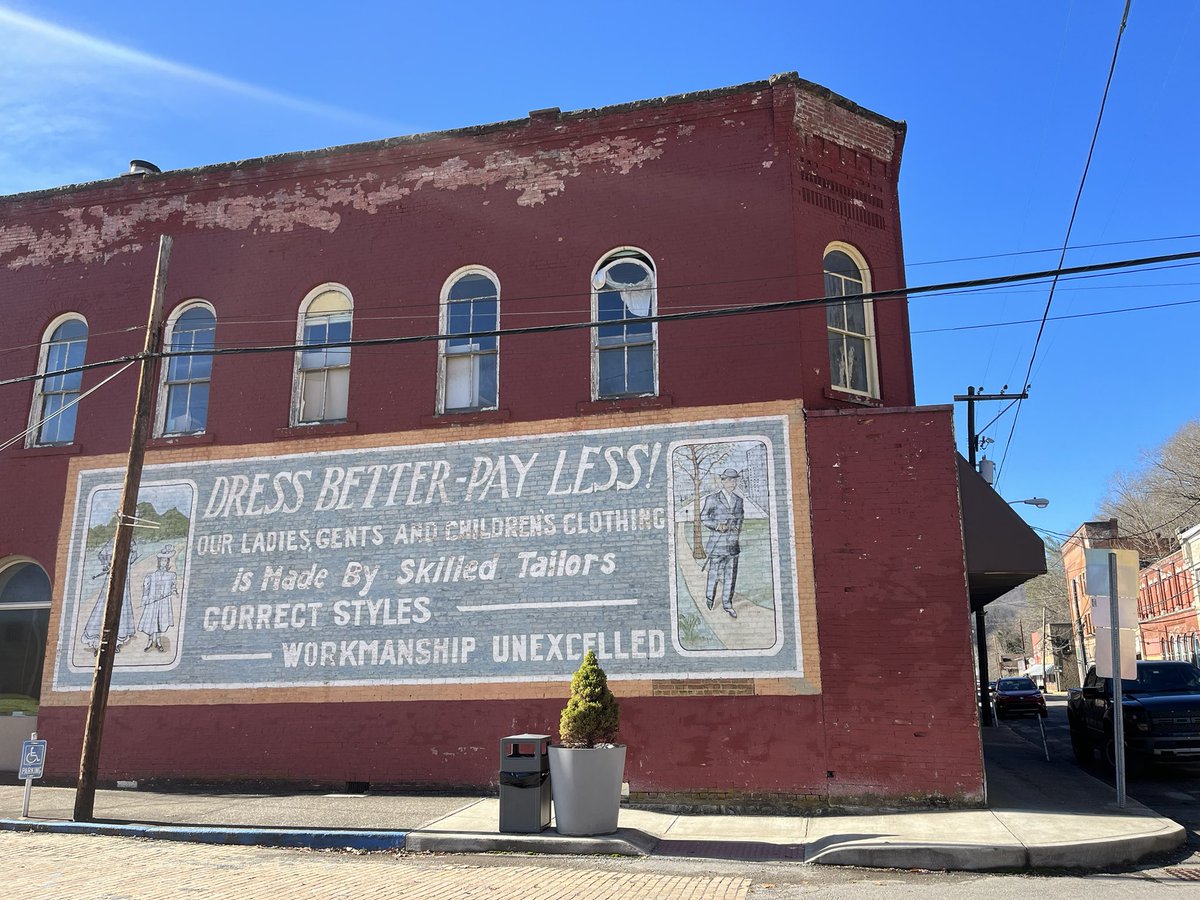 DRESS BETTER-PAY LESS!
OUR LADIES, GENTS AND CHILDREN'S CLOTHING
is Made By Skilled Tailors
CORRECT STYLES
WORKMANSHIP UNEXCELLED
PARKING